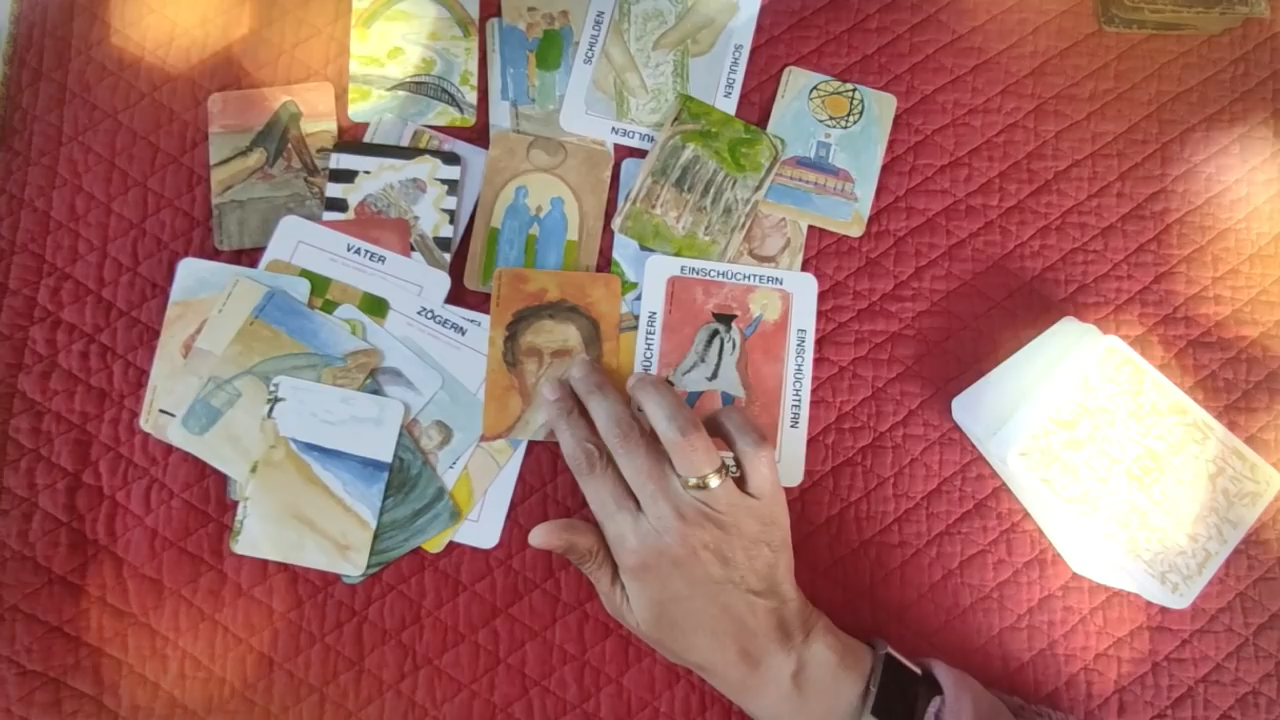 SCHULDEN
SCHULDEN
VATER
ZÖGERN
EINSCHÜCHTERN
EINSCHÜCHTERN